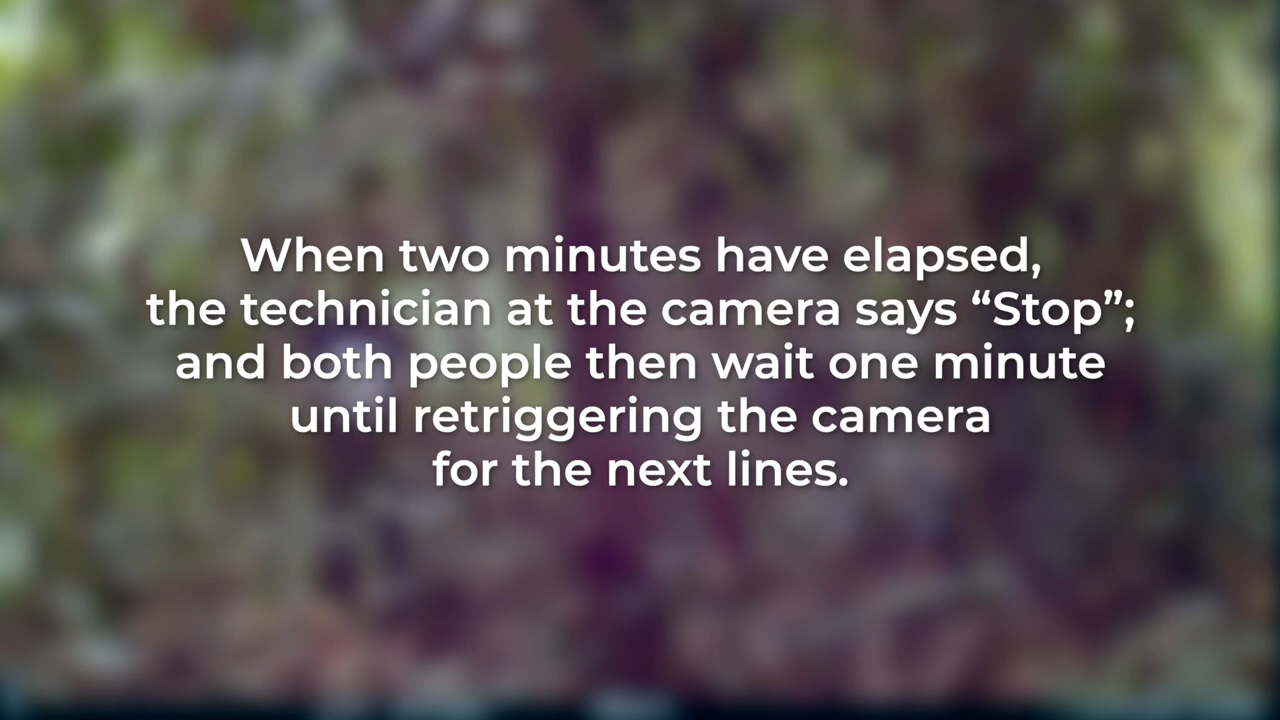 When two minutes have elapsed,
the technician at the camera says “Stop”;
and both people then wait one minute
until retriggering the camera
for the next lines.